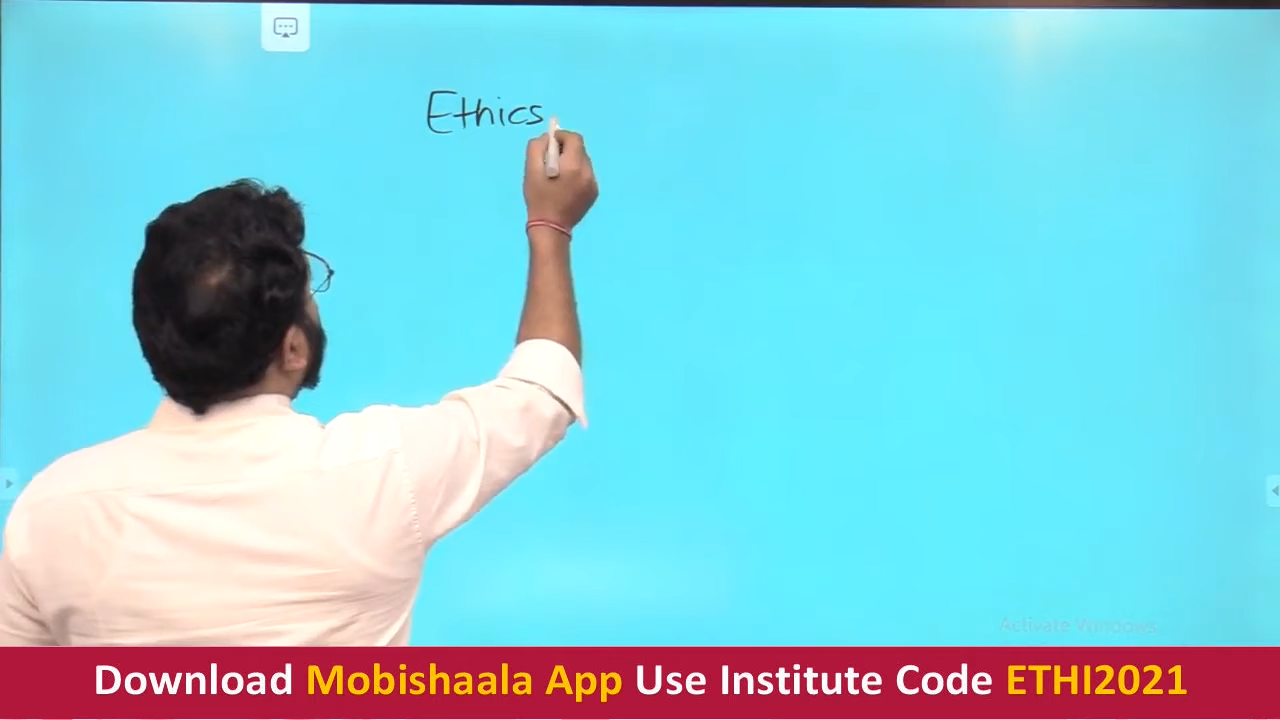 Ethics
Activate Windows
Download Mobishaala App Use Institute Code ETHI2021